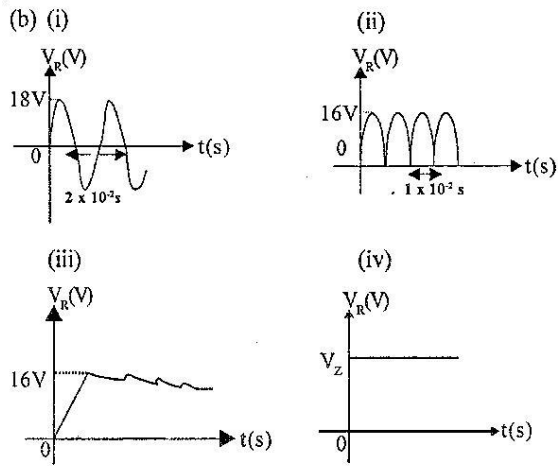 (b) (i)
V_R(V)
18V
0
t(s)
2 x 10⁻²s
(ii)
V_R(V)
16V
0
t(s)
1 x 10⁻² s
(iii)
V_R(V)
16V
0
t(s)
(iv)
V_R(V)
V_Z
0
t(s)